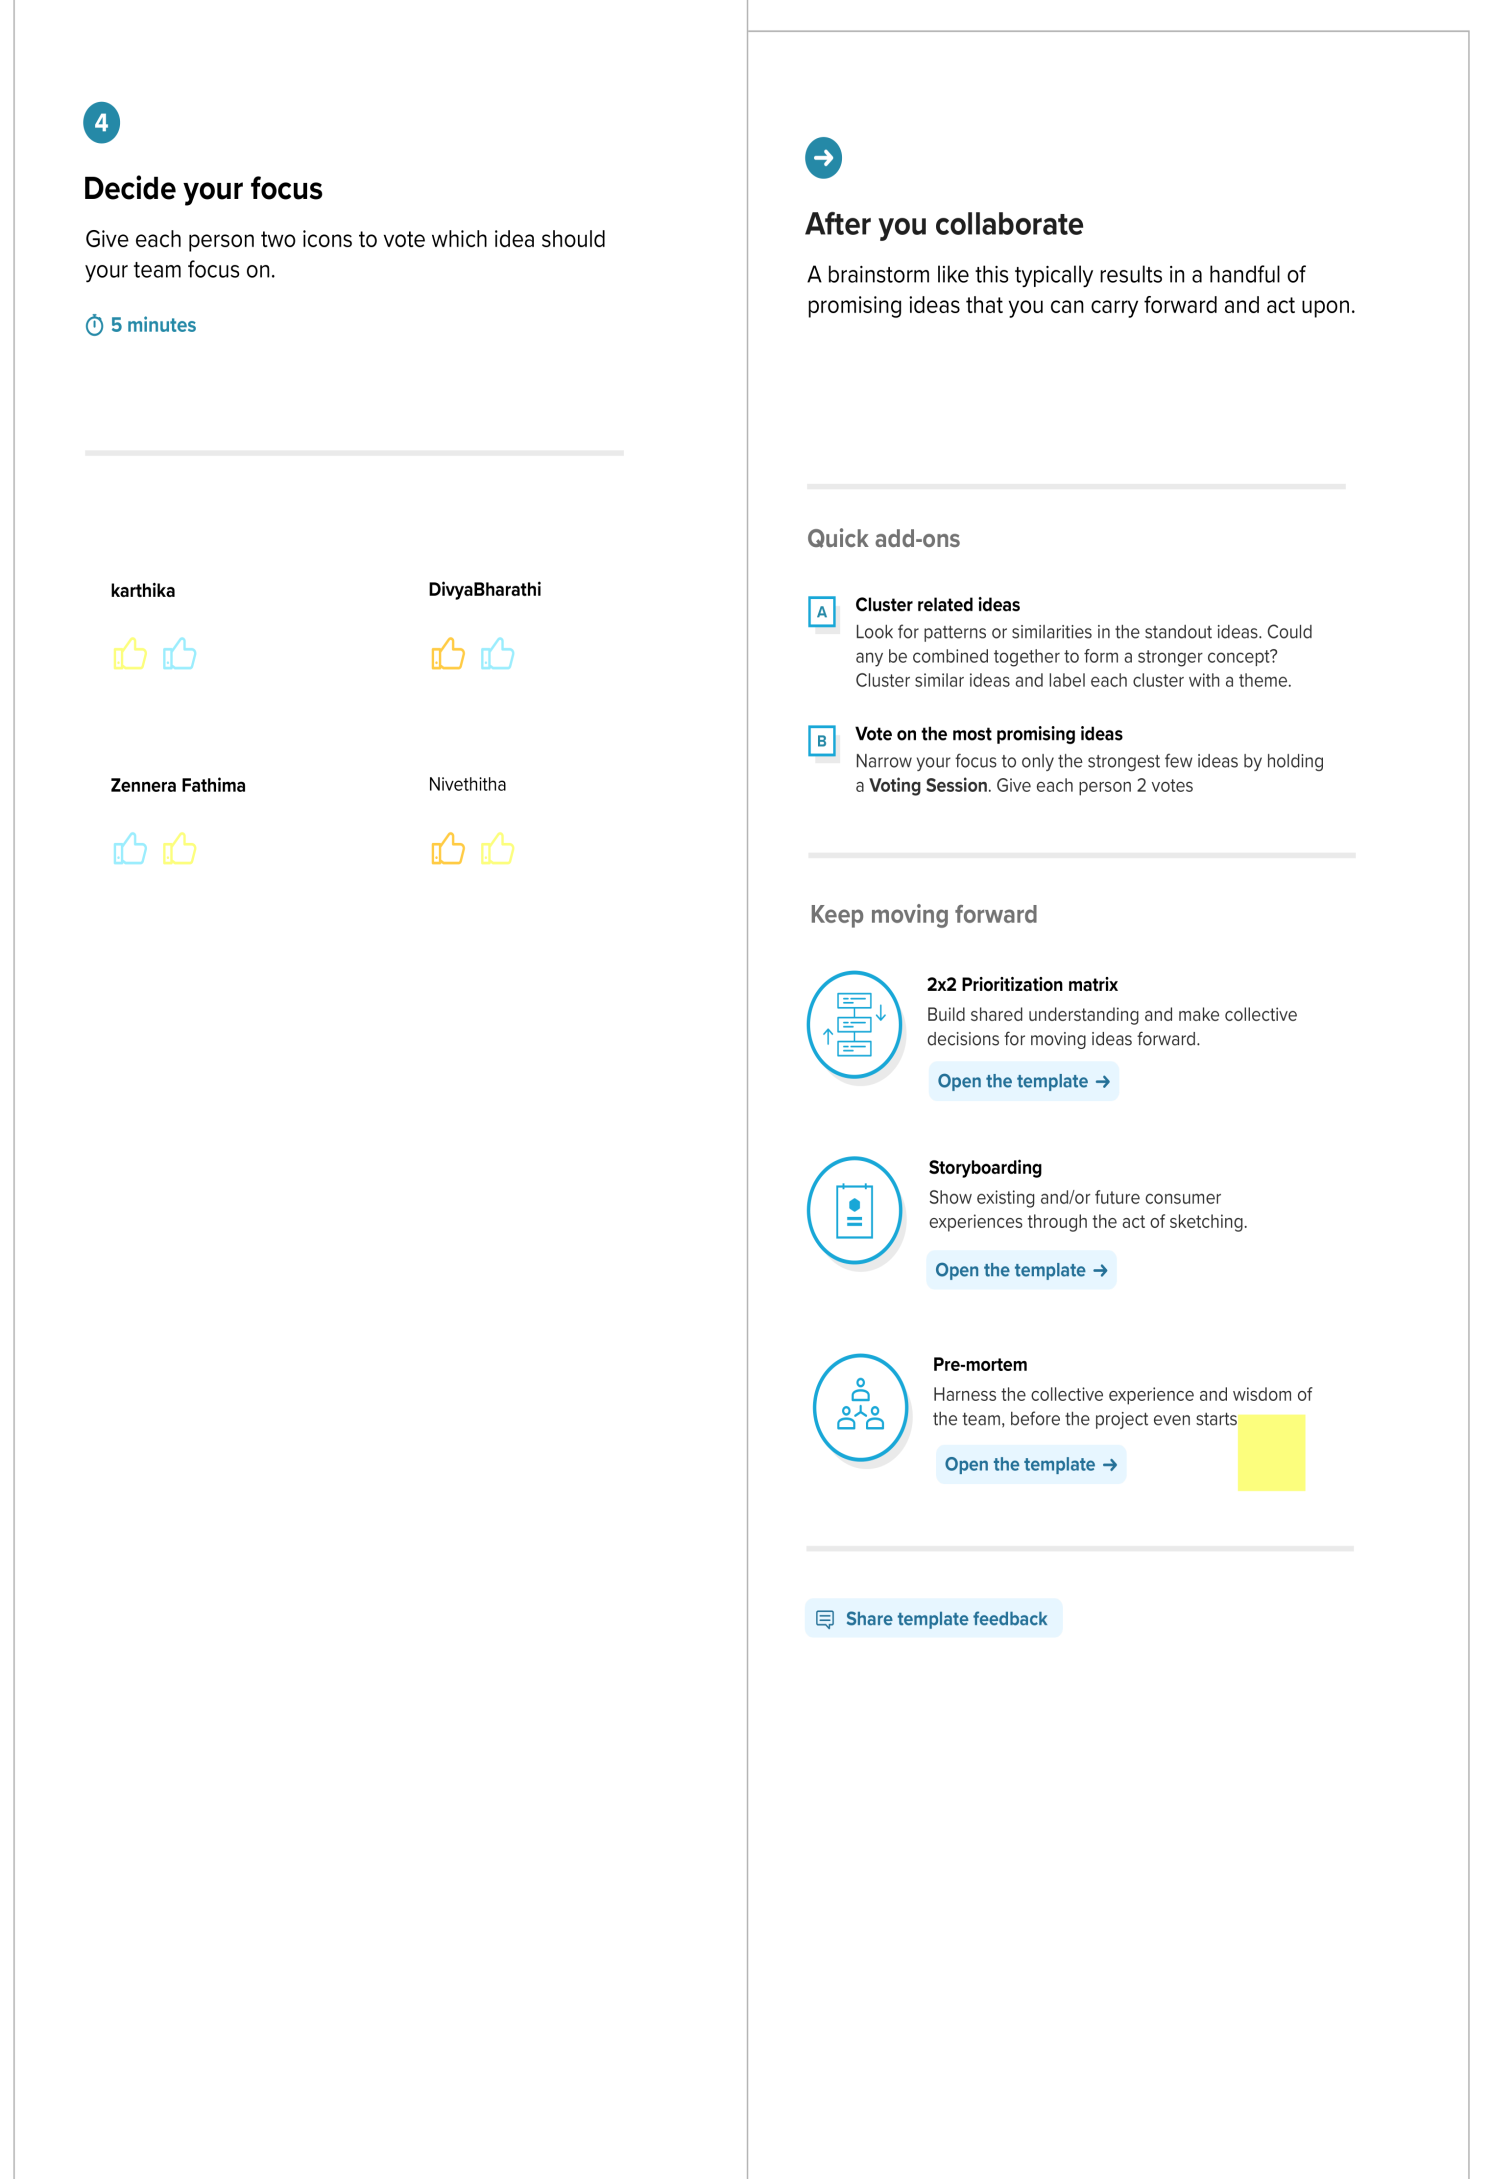 4
Decide your focus
Give each person two icons to vote which idea should
your team focus on.
5 minutes
karthika
DivyaBharathi
Zennera Fathima
Nivethitha
After you collaborate
A brainstorm like this typically results in a handful of
promising ideas that you can carry forward and act upon.
Quick add-ons
A
Cluster related ideas
Look for patterns or similarities in the standout ideas. Could
any be combined together to form a stronger concept?
Cluster similar ideas and label each cluster with a theme.
B
Vote on the most promising ideas
Narrow your focus to only the strongest few ideas by holding
a Voting Session. Give each person 2 votes
Keep moving forward
2x2 Prioritization matrix
Build shared understanding and make collective
decisions for moving ideas forward.
Open the template →
Storyboarding
Show existing and/or future consumer
experiences through the act of sketching.
Open the template →
Pre-mortem
Harness the collective experience and wisdom of
the team, before the project even starts
Open the template →
Share template feedback